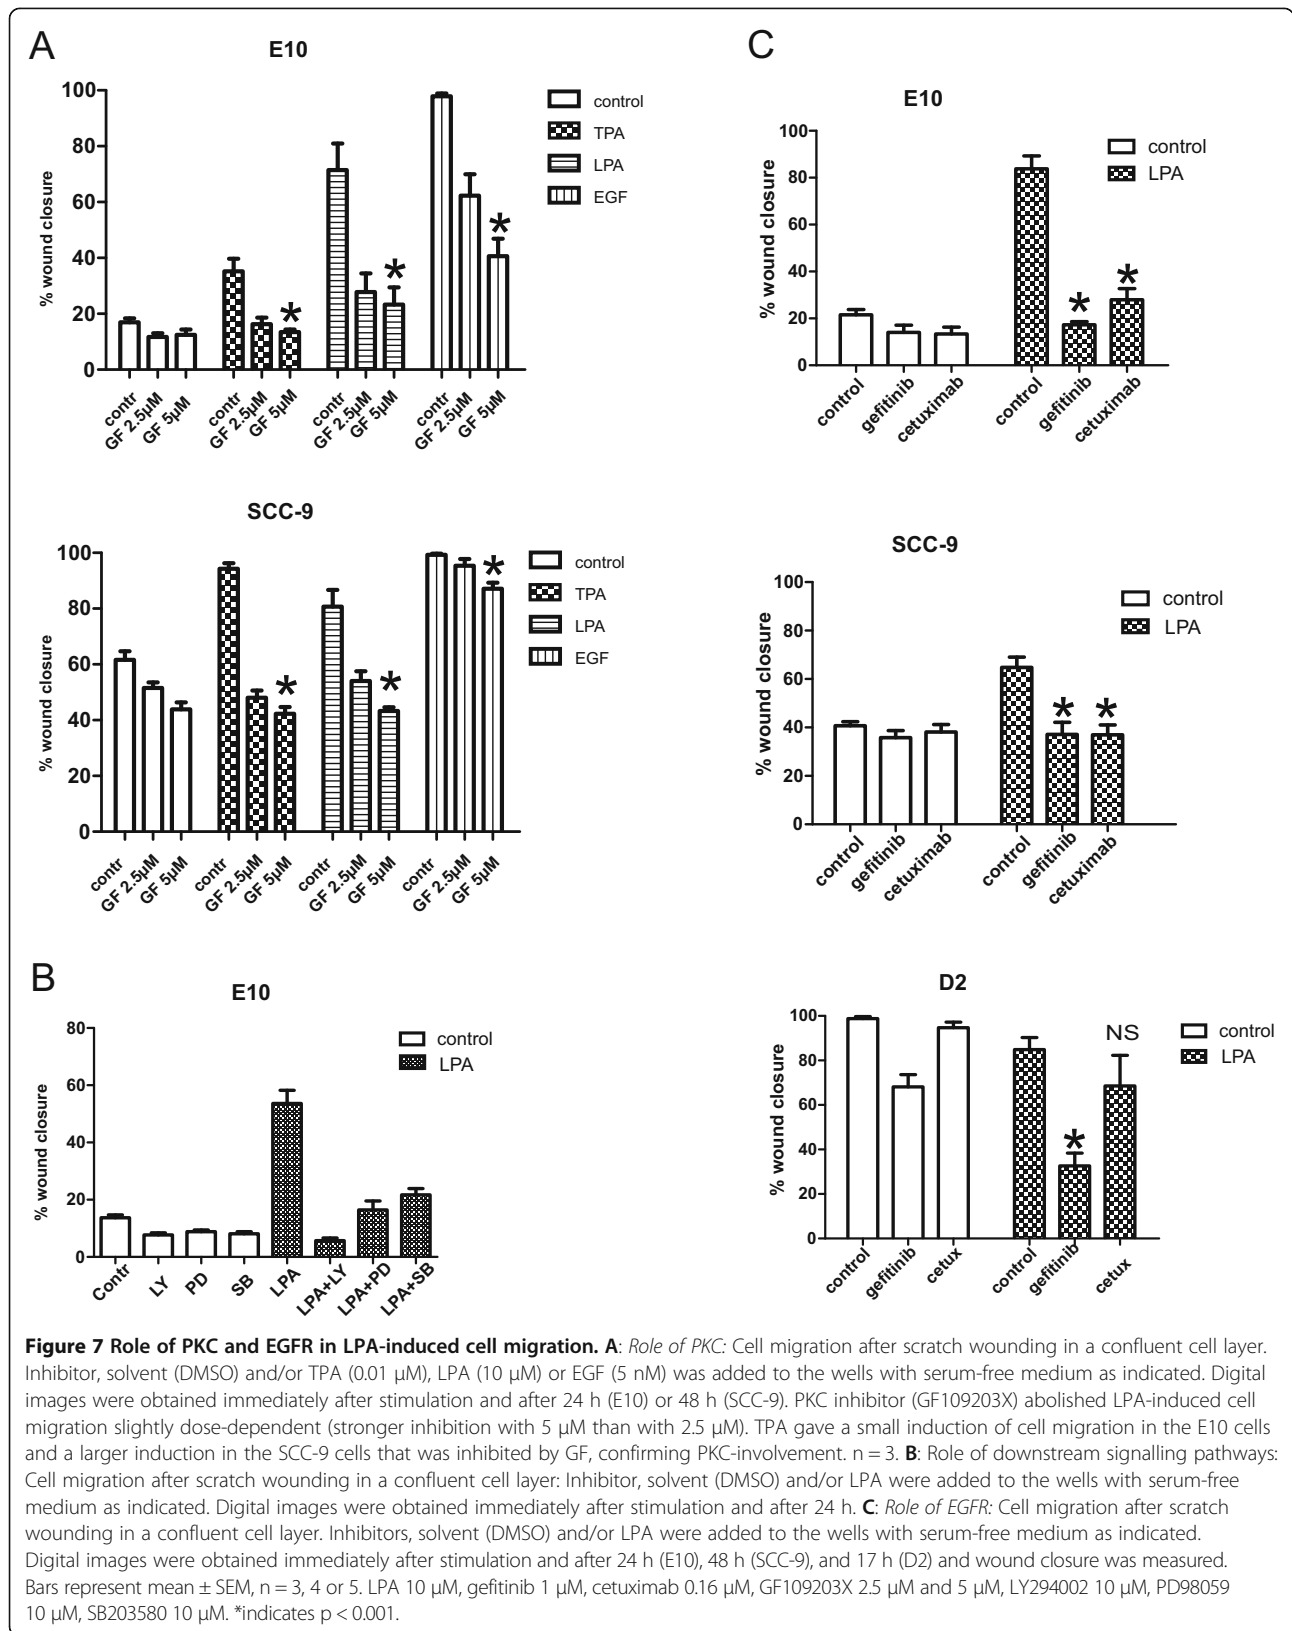 A
E10
% wound closure
100
80
60
40
20
0
control
TPA
LPA
EGF
*
*
*
contr
GF 2.5µM
GF 5µM
contr
GF 2.5µM
GF 5µM
contr
GF 2.5µM
GF 5µM
contr
GF 2.5µM
GF 5µM
SCC-9
% wound closure
100
80
60
40
20
0
control
TPA
LPA
EGF
*
*
*
contr
GF 2.5µM
GF 5µM
contr
GF 2.5µM
GF 5µM
contr
GF 2.5µM
GF 5µM
contr
GF 2.5µM
GF 5µM
B
E10
% wound closure
80
60
40
20
0
control
LPA
Contr
LY
PD
SB
LPA
LPA+LY
LPA+PD
LPA+SB
C
E10
% wound closure
100
80
60
40
20
0
control
LPA
*
*
control
gefitinib
cetuximab
control
gefitinib
cetuximab
SCC-9
% wound closure
100
80
60
40
20
0
control
LPA
*
*
control
gefitinib
cetuximab
control
gefitinib
cetuximab
D2
% wound closure
100
80
60
40
20
0
control
LPA
*
NS
control
gefitinib
cetux
control
gefitinib
cetux
Figure 7 Role of PKC and EGFR in LPA-induced cell migration. A: Role of PKC: Cell migration after scratch wounding in a confluent cell layer.
Inhibitor, solvent (DMSO) and/or TPA (0.01 µM), LPA (10 µM) or EGF (5 nM) was added to the wells with serum-free medium as indicated. Digital
images were obtained immediately after stimulation and after 24 h (E10) or 48 h (SCC-9). PKC inhibitor (GF109203X) abolished LPA-induced cell
migration slightly dose-dependent (stronger inhibition with 5 µM than with 2.5 µM). TPA gave a small induction of cell migration in the E10 cells
and a larger induction in the SCC-9 cells that was inhibited by GF, confirming PKC-involvement. n = 3. B: Role of downstream signalling pathways:
Cell migration after scratch wounding in a confluent cell layer: Inhibitor, solvent (DMSO) and/or LPA were added to the wells with serum-free
medium as indicated. Digital images were obtained immediately after stimulation and after 24 h. C: Role of EGFR: Cell migration after scratch
wounding in a confluent cell layer. Inhibitors, solvent (DMSO) and/or LPA were added to the wells with serum-free medium as indicated.
Digital images were obtained immediately after stimulation and after 24 h (E10), 48 h (SCC-9), and 17 h (D2) and wound closure was measured.
Bars represent mean ± SEM, n = 3, 4 or 5. LPA 10 µM, gefitinib 1 µM, cetuximab 0.16 µM, GF109203X 2.5 µM and 5 µM, LY294002 10 µM, PD98059
10 µM, SB203580 10 µM. *indicates p < 0.001.